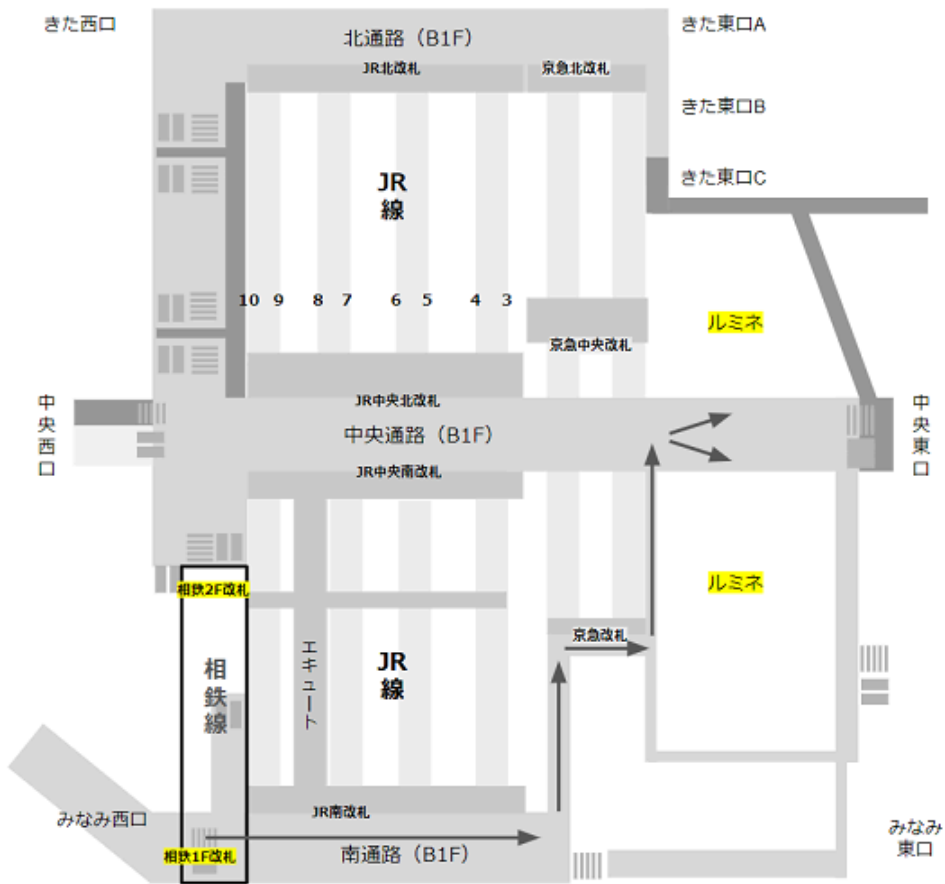 きた西口
北通路（B1F）
きた東口A
JR北改札
京急北改札
きた東口B
きた東口C
JR
線
10 9 8 7 6 5 4 3
ルミネ
京急中央改札
中央西口
JR中央北改札
中央通路（B1F）
中央東口
JR中央南改札
相鉄2F改札
ルミネ
京急改札
相鉄線
エキュート
JR
線
JR南改札
みなみ西口
相鉄1F改札
南通路（B1F）
みなみ
東口